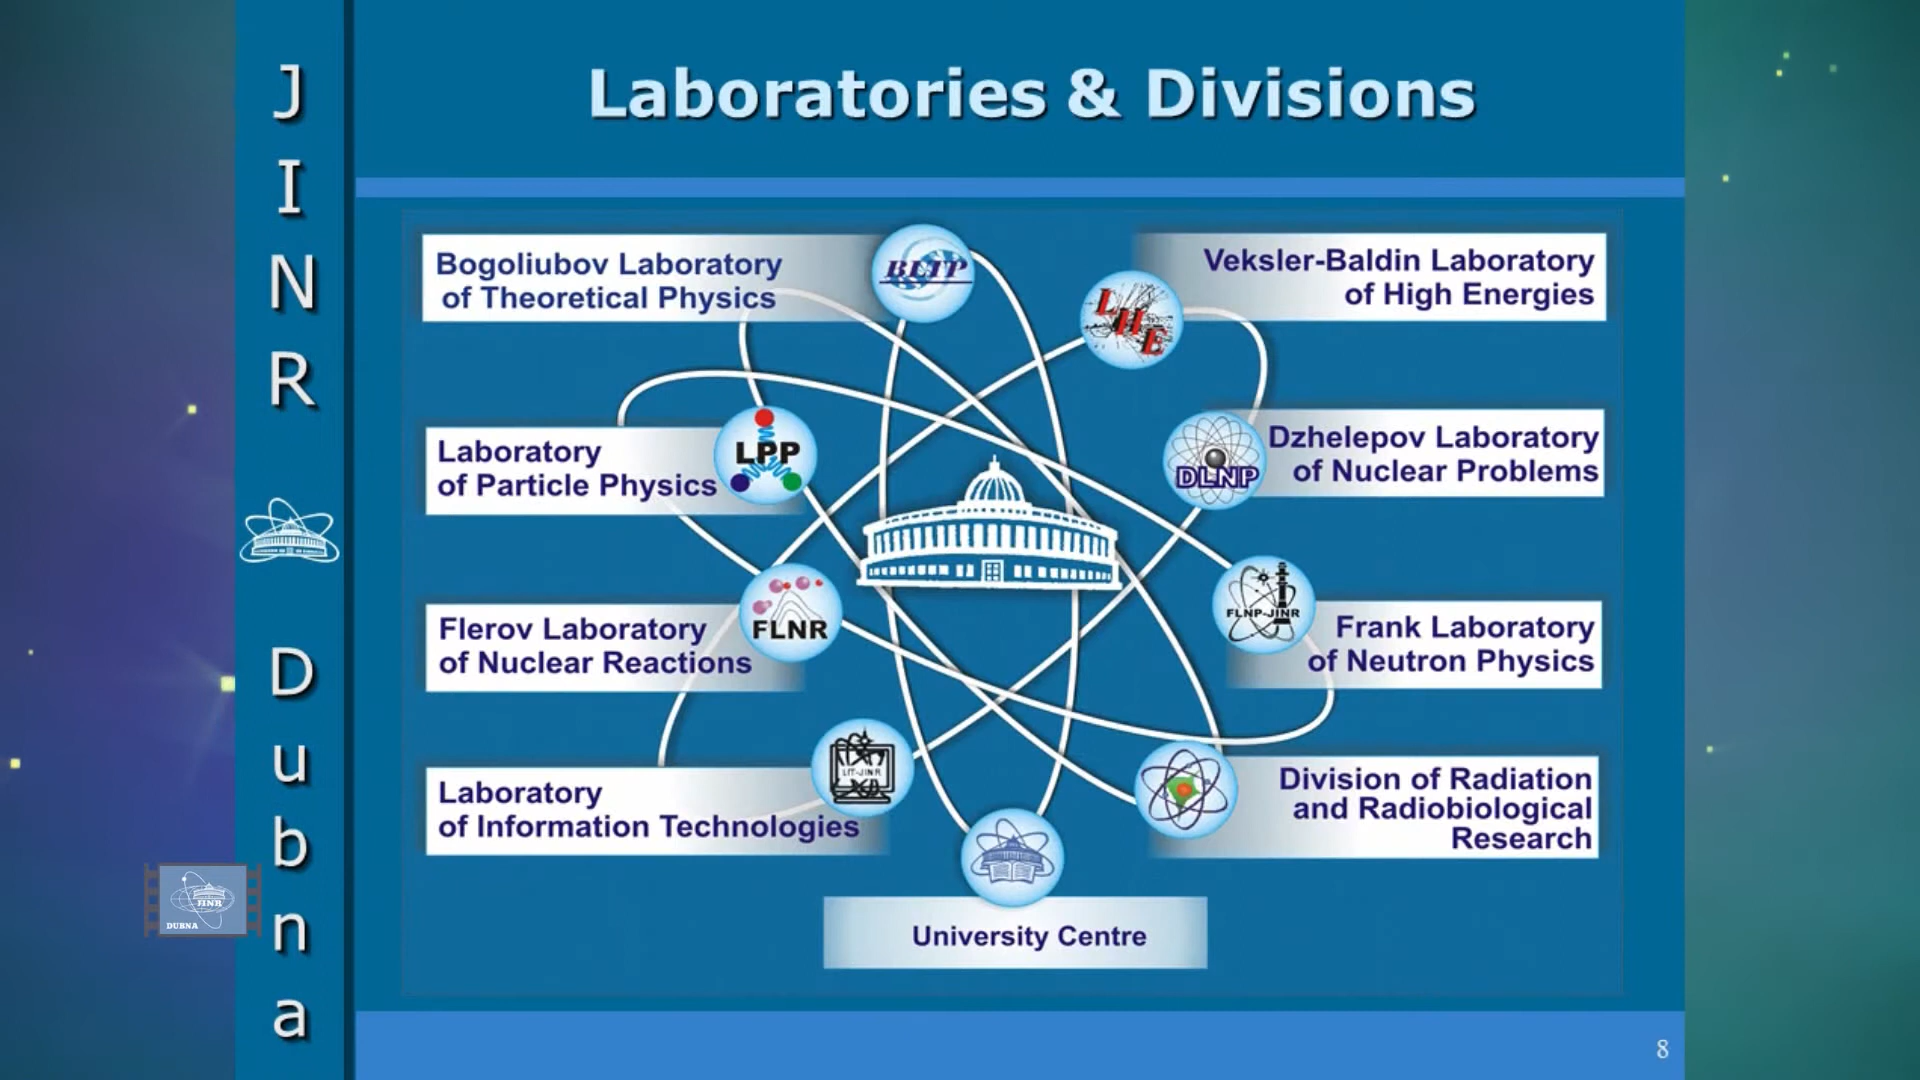 JINR
Dubna
Laboratories & Divisions
Bogoliubov Laboratory
of Theoretical Physics
BLTP
LHE
Veksler-Baldin Laboratory
of High Energies
Laboratory
of Particle Physics
LPP
DLNP
Dzhelepov Laboratory
of Nuclear Problems
Flerov Laboratory
of Nuclear Reactions
FLNR
FLNP-JINR
Frank Laboratory
of Neutron Physics
Laboratory
of Information Technologies
LIT-JINR
Division of Radiation
and Radiobiological
Research
University Centre
JINR
DUBNA
8